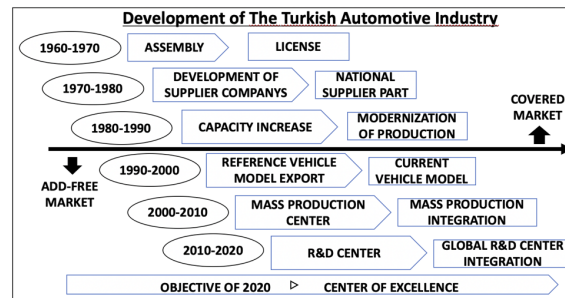 Development of The Turkish Automotive Industry
1960-1970
ASSEMBLY
LICENSE
1970-1980
DEVELOPMENT OF
SUPPLIER COMPANYS
NATIONAL
SUPPLIER PART
1980-1990
CAPACITY INCREASE
MODERNIZATION
OF PRODUCTION
COVERED
MARKET
ADD-FREE
MARKET
1990-2000
REFERENCE VEHICLE
MODEL EXPORT
CURRENT
VEHICLE MODEL
2000-2010
MASS PRODUCTION
CENTER
MASS PRODUCTION
INTEGRATION
2010-2020
R&D CENTER
GLOBAL R&D CENTER
INTEGRATION
OBJECTIVE OF 2020 ▷ CENTER OF EXCELLENCE